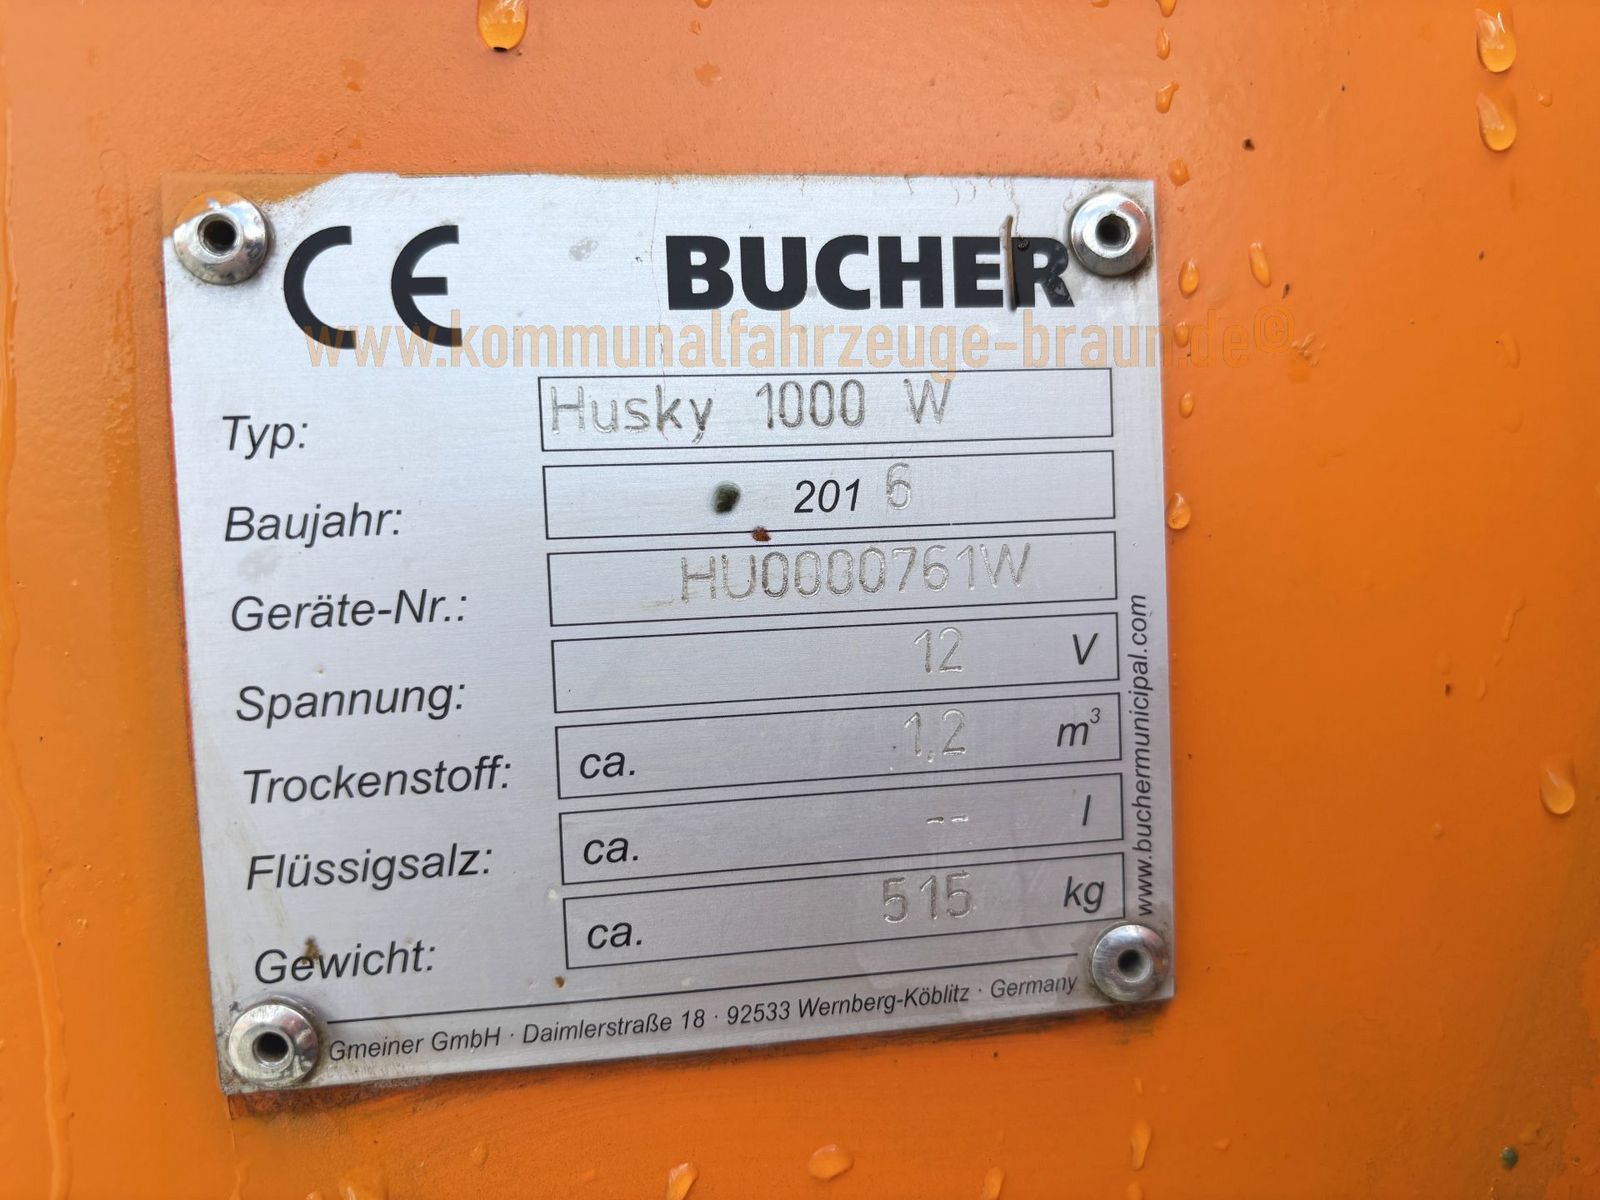 CE BUCHER
www.kommunalfahrzeuge-braun.de©
Typ: Husky 1000 W
Baujahr: 2016
Geräte-Nr.: HU0000761W
Spannung: 12 V
Trockenstoff: ca. 1,2 m³
Flüssigsalz: ca. -- l
Gewicht: ca. 515 kg
Gmeiner GmbH · Daimlerstraße 18 · 92533 Wernberg-Köblitz · Germany
www.buchermunicipal.com